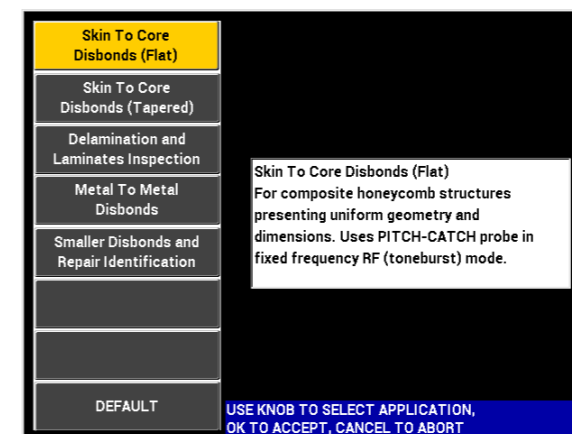 Skin To Core
Disbonds (Flat)
Skin To Core
Disbonds (Tapered)
Delamination and
Laminates Inspection
Metal To Metal
Disbonds
Smaller Disbonds and
Repair Identification
DEFAULT
Skin To Core Disbonds (Flat)
For composite honeycomb structures
presenting uniform geometry and
dimensions. Uses PITCH-CATCH probe in
fixed frequency RF (toneburst) mode.
USE KNOB TO SELECT APPLICATION,
OK TO ACCEPT, CANCEL TO ABORT